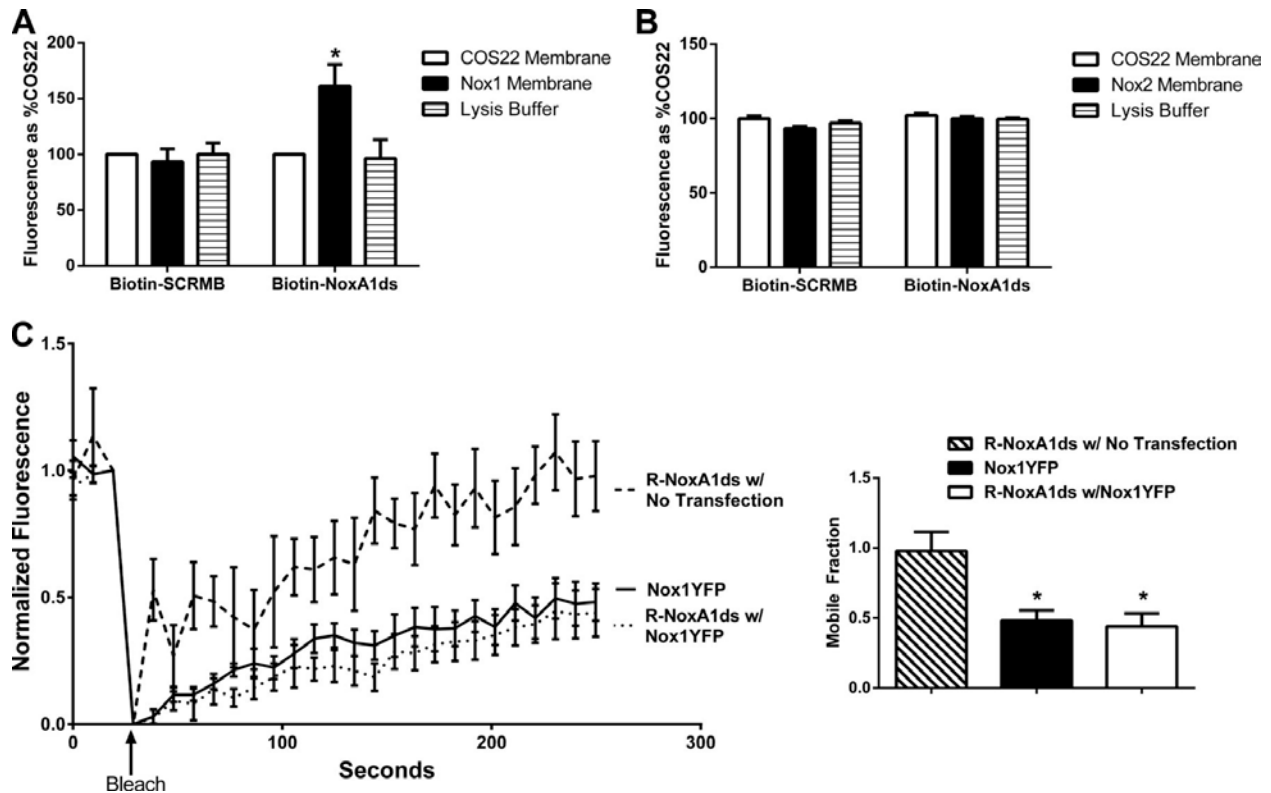 A
Fluorescence as %COS22
200
150
100
50
0
*
Biotin-SCRMB
Biotin-NoxA1ds
COS22 Membrane
Nox1 Membrane
Lysis Buffer
B
Fluorescence as %COS22
150
100
50
0
Biotin-SCRMB
Biotin-NoxA1ds
COS22 Membrane
Nox2 Membrane
Lysis Buffer
C
Normalized Fluorescence
1.5
1.0
0.5
0.0
0
100
200
300
Bleach
Seconds
R-NoxA1ds w/
No Transfection
Nox1YFP
R-NoxA1ds w/
Nox1YFP
R-NoxA1ds w/ No Transfection
Nox1YFP
R-NoxA1ds w/Nox1YFP
Mobile Fraction
1.5
1.0
0.5
0.0
*
*